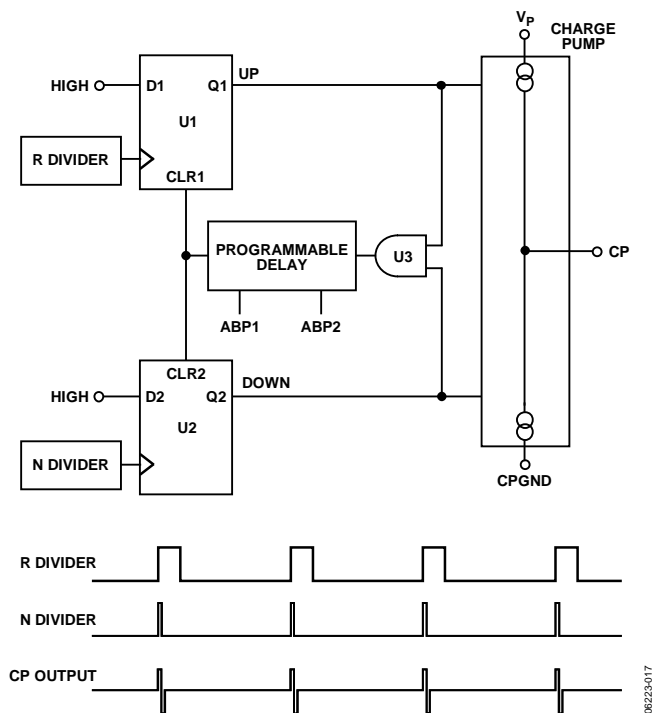 VP
CHARGE
PUMP
UP
HIGH
D1
Q1
U1
R DIVIDER
CLR1
PROGRAMMABLE
DELAY
U3
CP
ABP1
ABP2
CLR2
DOWN
HIGH
D2
Q2
U2
N DIVIDER
CPGND
R DIVIDER
N DIVIDER
CP OUTPUT
06223-017